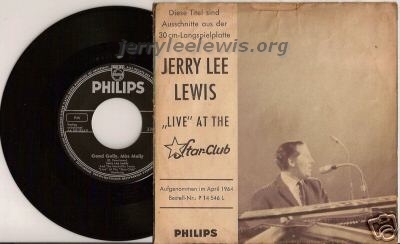 Diese Titel sind
Ausschnitte aus der
30 cm-Langspielplatte
jerryleelewis.org
JERRY LEE
LEWIS
„LIVE” AT THE
Star-Club
Aufgenommen im April 1964
Bestell-Nr.: P 14 546 L
PHILIPS
PHILIPS
Good Golly, Miss Molly